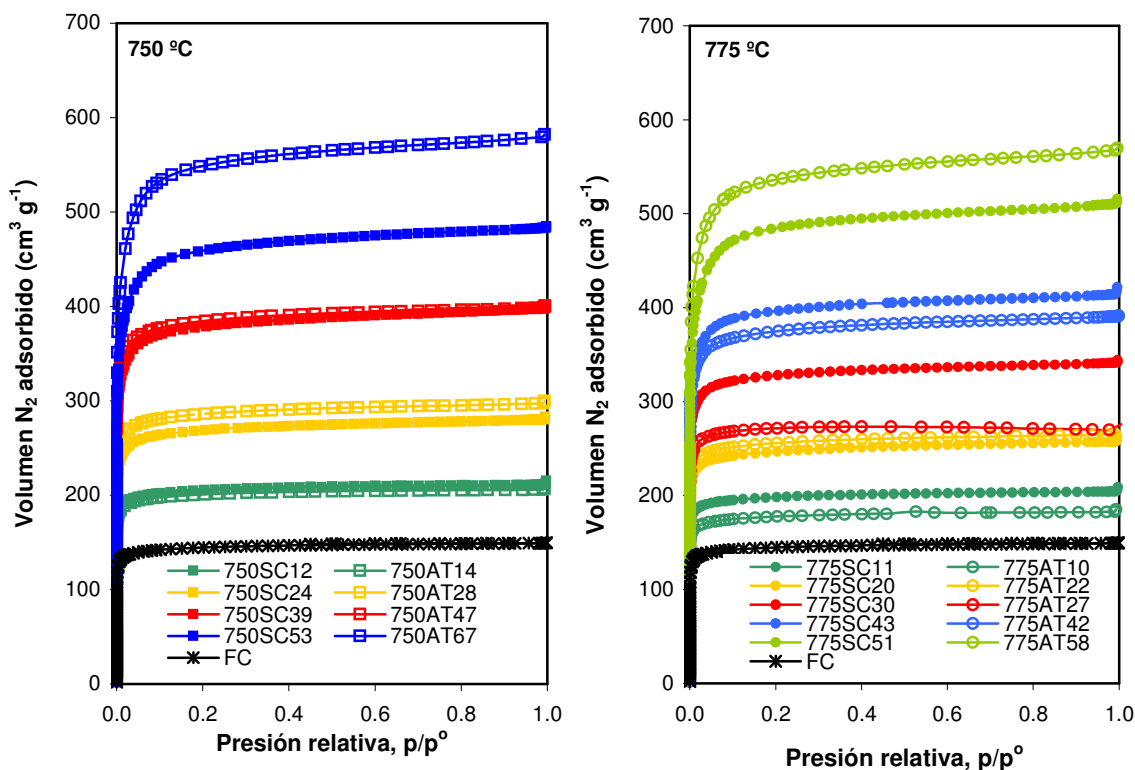 750 ºC
Volumen N2 adsorbido (cm3 g-1)
700
600
500
400
300
200
100
0
750SC12 750AT14
750SC24 750AT28
750SC39 750AT47
750SC53 750AT67
FC
0.0 0.2 0.4 0.6 0.8 1.0
Presión relativa, p/po
775 ºC
Volumen N2 adsorbido (cm3 g-1)
700
600
500
400
300
200
100
0
775SC11 775AT10
775SC20 775AT22
775SC30 775AT27
775SC43 775AT42
775SC51 775AT58
FC
0.0 0.2 0.4 0.6 0.8 1.0
Presión relativa, p/po